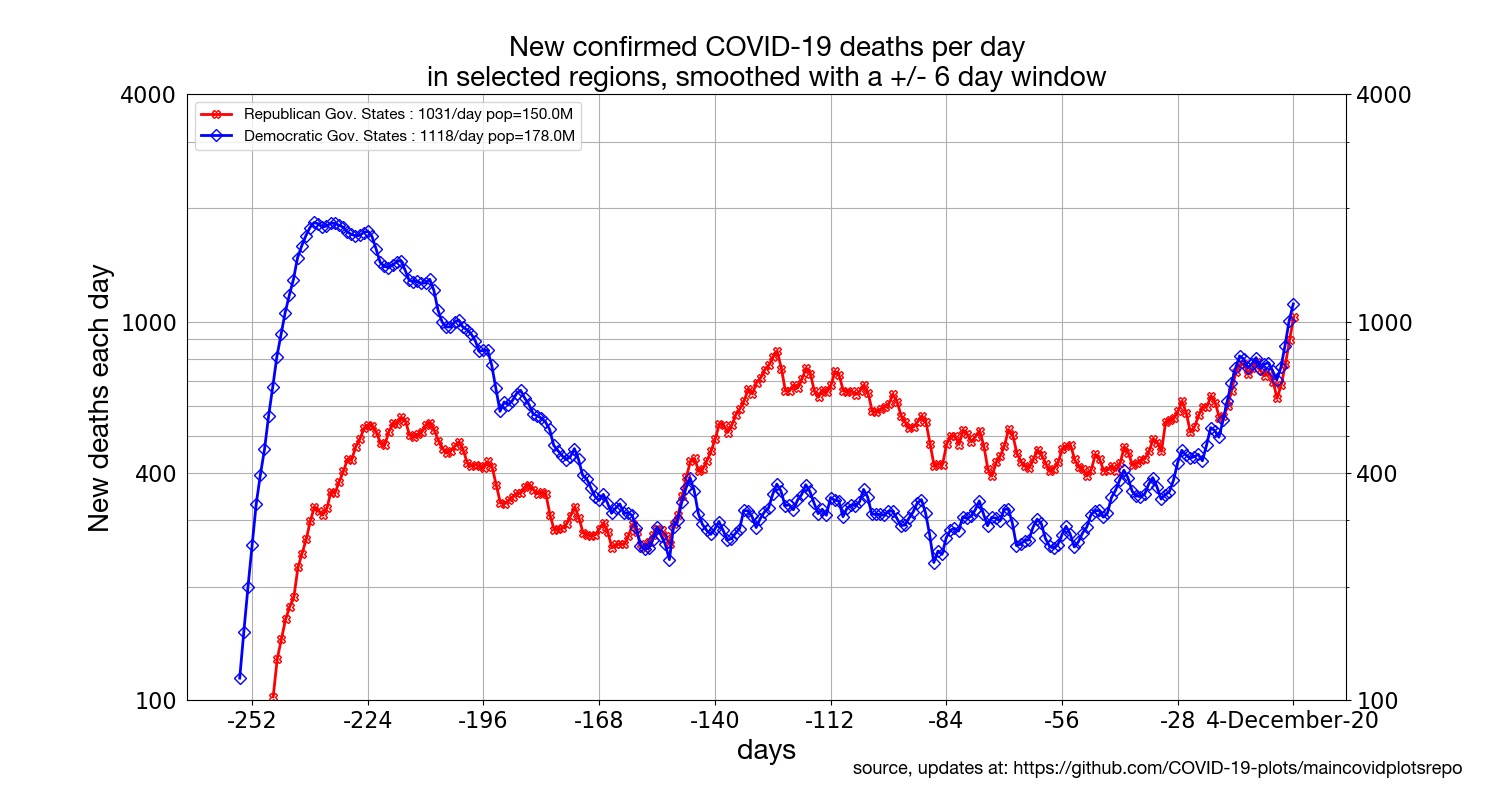 New confirmed COVID-19 deaths per day
in selected regions, smoothed with a +/- 6 day window
4000
4000
Republican Gov. States : 1031/day pop=150.0M
Democratic Gov. States : 1118/day pop=178.0M
New deaths each day
1000
1000
400
400
100
100
-252 -224 -196 -168 -140 -112 -84 -56 -28 4-December-20
days
source, updates at: https://github.com/COVID-19-plots/maincovidplotsrepo